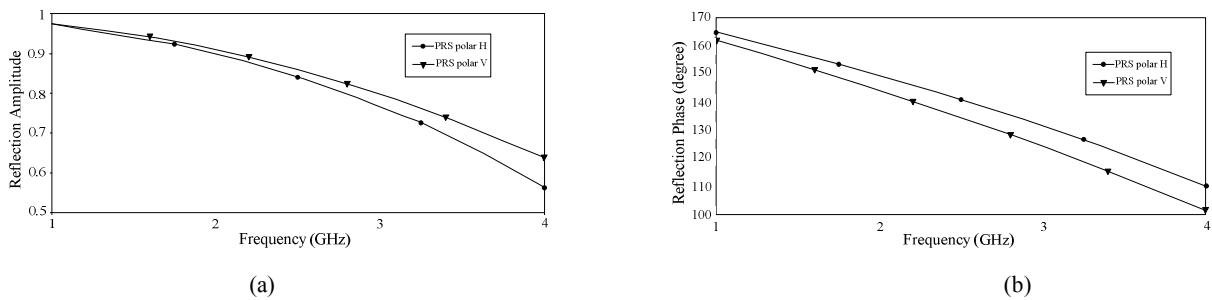 1
0.9
0.8
0.7
0.6
0.5
Reflection Amplitude
PRS polar H
PRS polar V
1 2 3 4
Frequency (GHz)
(a)
170
160
150
140
130
120
110
100
Reflection Phase (degree)
PRS polar H
PRS polar V
1 2 3 4
Frequency (GHz)
(b)